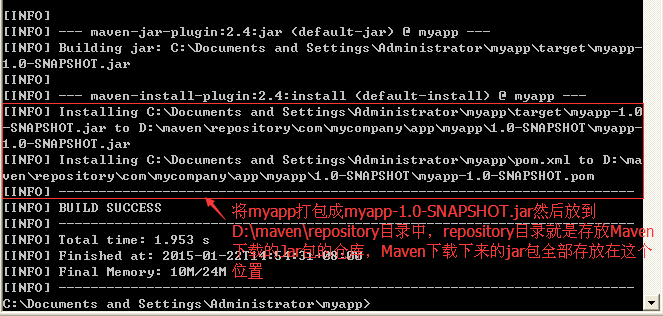 [INFO]
[INFO] --- maven-jar-plugin:2.4:jar (default-jar) @ myapp ---
[INFO] Building jar: C:\Documents and Settings\Administrator\myapp\target\myapp-
1.0-SNAPSHOT.jar
[INFO]
[INFO] --- maven-install-plugin:2.4:install (default-install) @ myapp ---
[INFO] Installing C:\Documents and Settings\Administrator\myapp\target\myapp-1.0
-SNAPSHOT.jar to D:\maven\repository\com\mycompany\app\myapp\1.0-SNAPSHOT\myapp-
1.0-SNAPSHOT.jar
[INFO] Installing C:\Documents and Settings\Administrator\myapp\pom.xml to D:\ma
ven\repository\com\mycompany\app\myapp\1.0-SNAPSHOT\myapp-1.0-SNAPSHOT.pom
[INFO] ------------------------------------------------------------------------
[INFO] BUILD SUCCESS
[INFO] ------------------------------------------------------------------------
[INFO] Total time: 1.953 s
[INFO] Finished at: 2015-01-22T14:54:31-08:00
[INFO] Final Memory: 10M/24M
[INFO] ------------------------------------------------------------------------
C:\Documents and Settings\Administrator\myapp>
将myapp打包成myapp-1.0-SNAPSHOT.jar然后放到
D:\maven\repository目录中，repository目录就是存放Maven
下载的Jar包的仓库，Maven下载下来的jar包全部存放在这个
位置